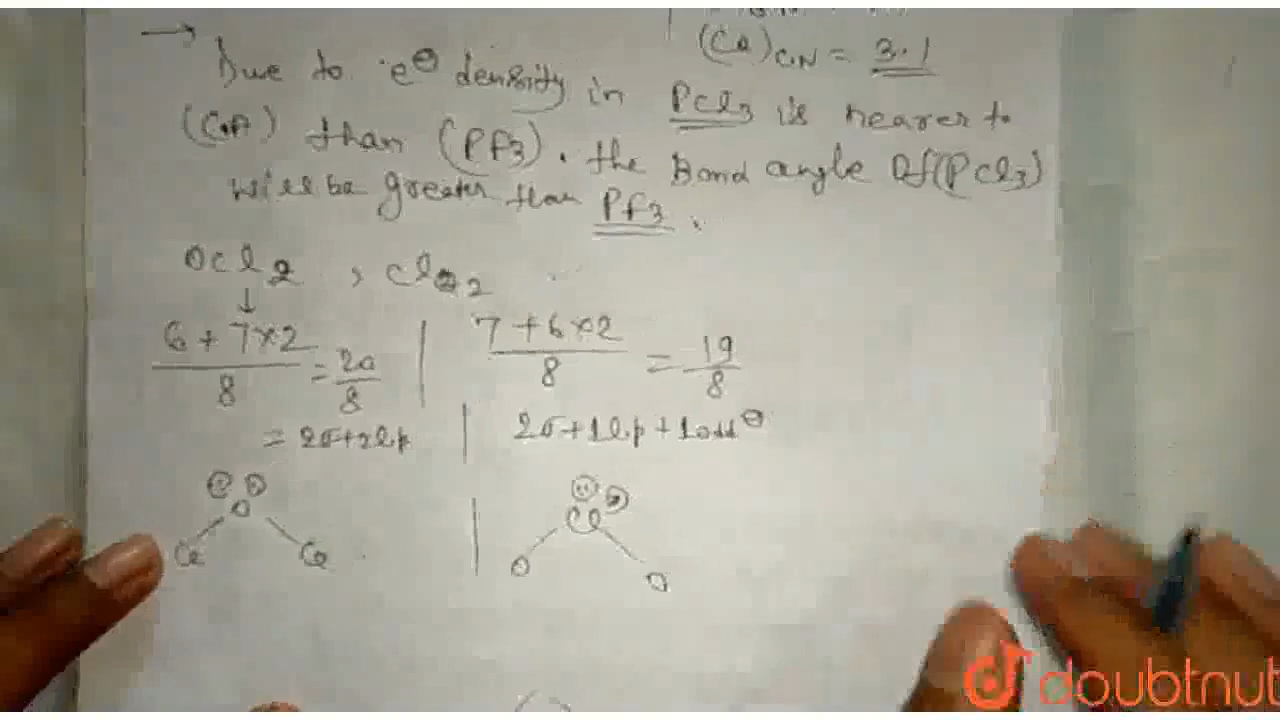 (Cl)C.N = 3.1
→ Due to e⊖ density in PCl3 is nearer to
(C.A) than (PF3). the Bond angle Of (PCl3)
will be greater than PF3.
OCl2 , ClO2
↓
6 + 7×2 / 8 = 20/8 | 7 + 6×2 / 8 = 19/8
= 2σ+2l.p | 2σ+1l.p+1odd e⊖
O | Cl
Cl Cl O O
doubtnut